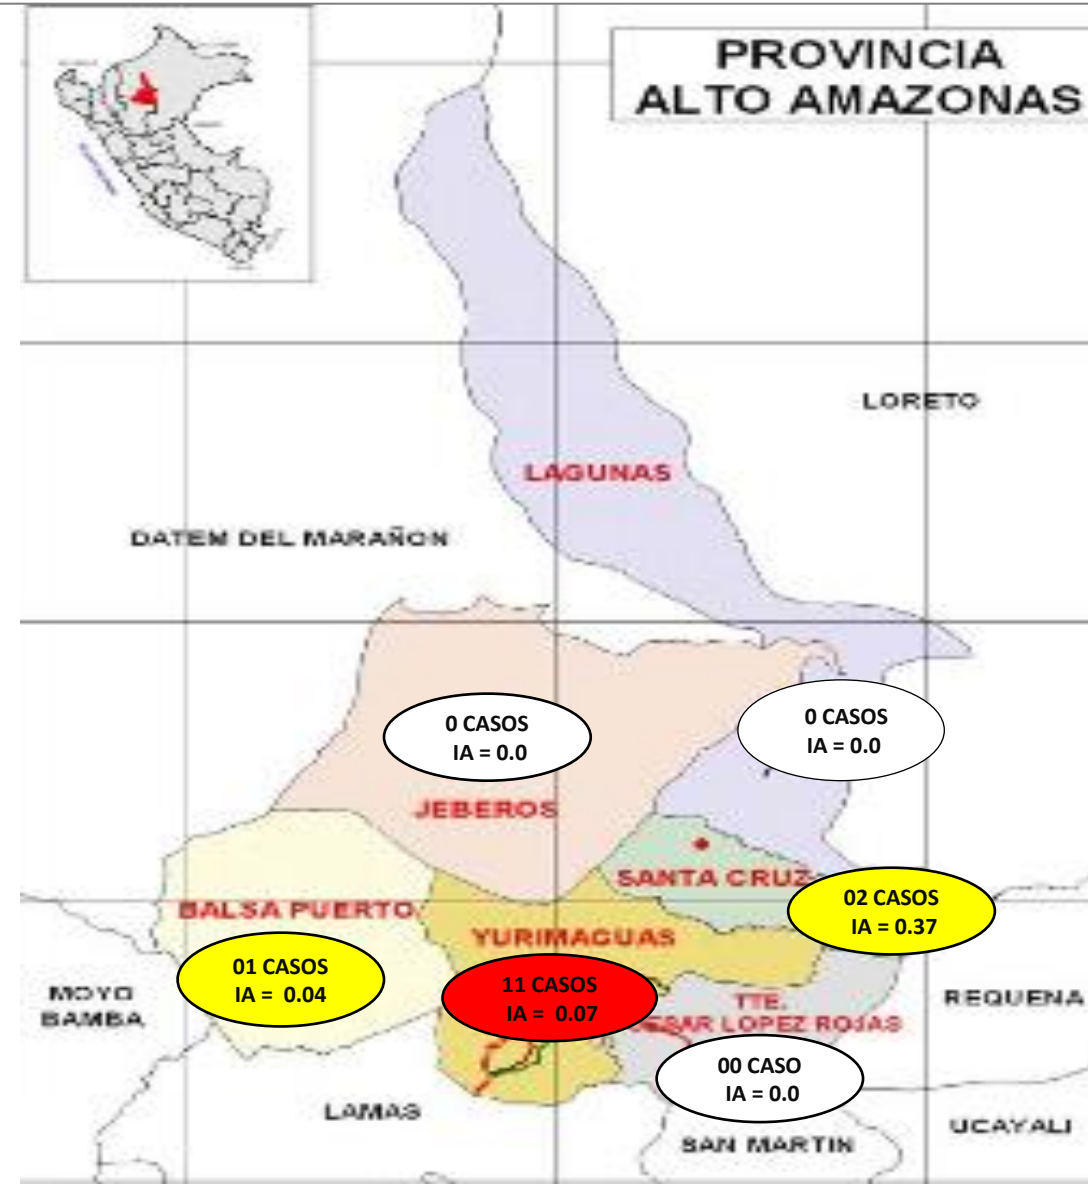 PROVINCIA
ALTO AMAZONAS
LORETO
LAGUNAS
DATEM DEL MARAÑON
0 CASOS
IA = 0.0
0 CASOS
IA = 0.0
JEBEROS
SANTA CRUZ
02 CASOS
IA = 0.37
BALSA PUERTO
YURIMAGUAS
01 CASOS
IA = 0.04
11 CASOS
IA = 0.07
MOYO
BAMBA
TTE.
ESAR LOPEZ ROJAS
REQUENA
00 CASO
IA = 0.0
LAMAS
SAN MARTIN
UCAYALI